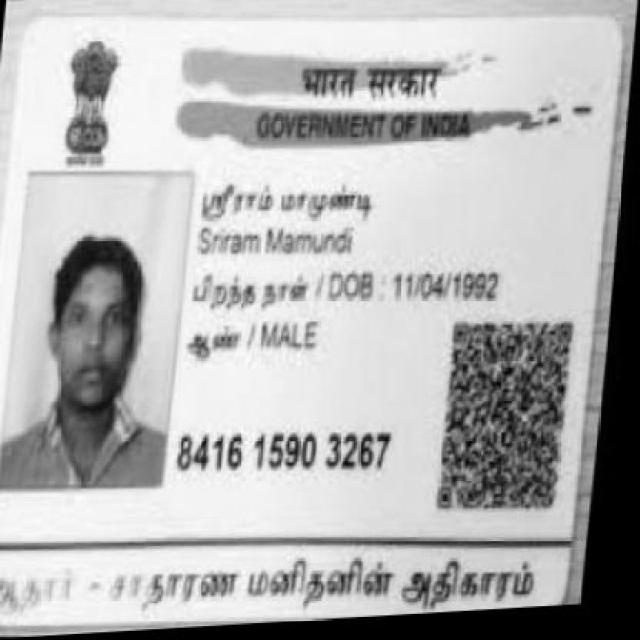 भारत सरकार
GOVERNMENT OF INDIA
ஸ்ரீராம் மாமுண்டி
Sriram Mamundi
பிறந்த நாள் / DOB : 11/04/1992
ஆண் / MALE
8416 1590 3267
ஆதார் - சாதாரண மனிதனின் அதிகாரம்